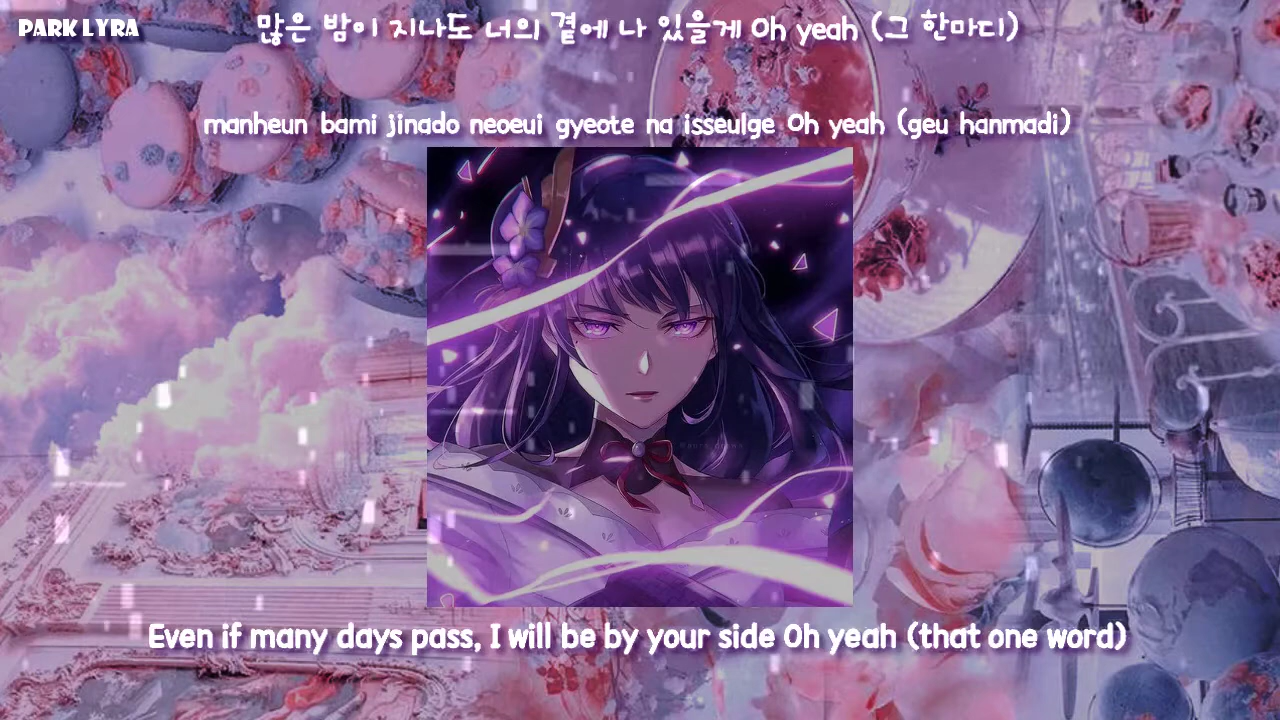 PARK LYRA
많은 밤이 지나도 너의 곁에 나 있을게 Oh yeah (그 한마디)
manheun bami jinado neoeui gyeote na isseulge Oh yeah (geu hanmadi)
Even if many days pass, I will be by your side Oh yeah (that one word)